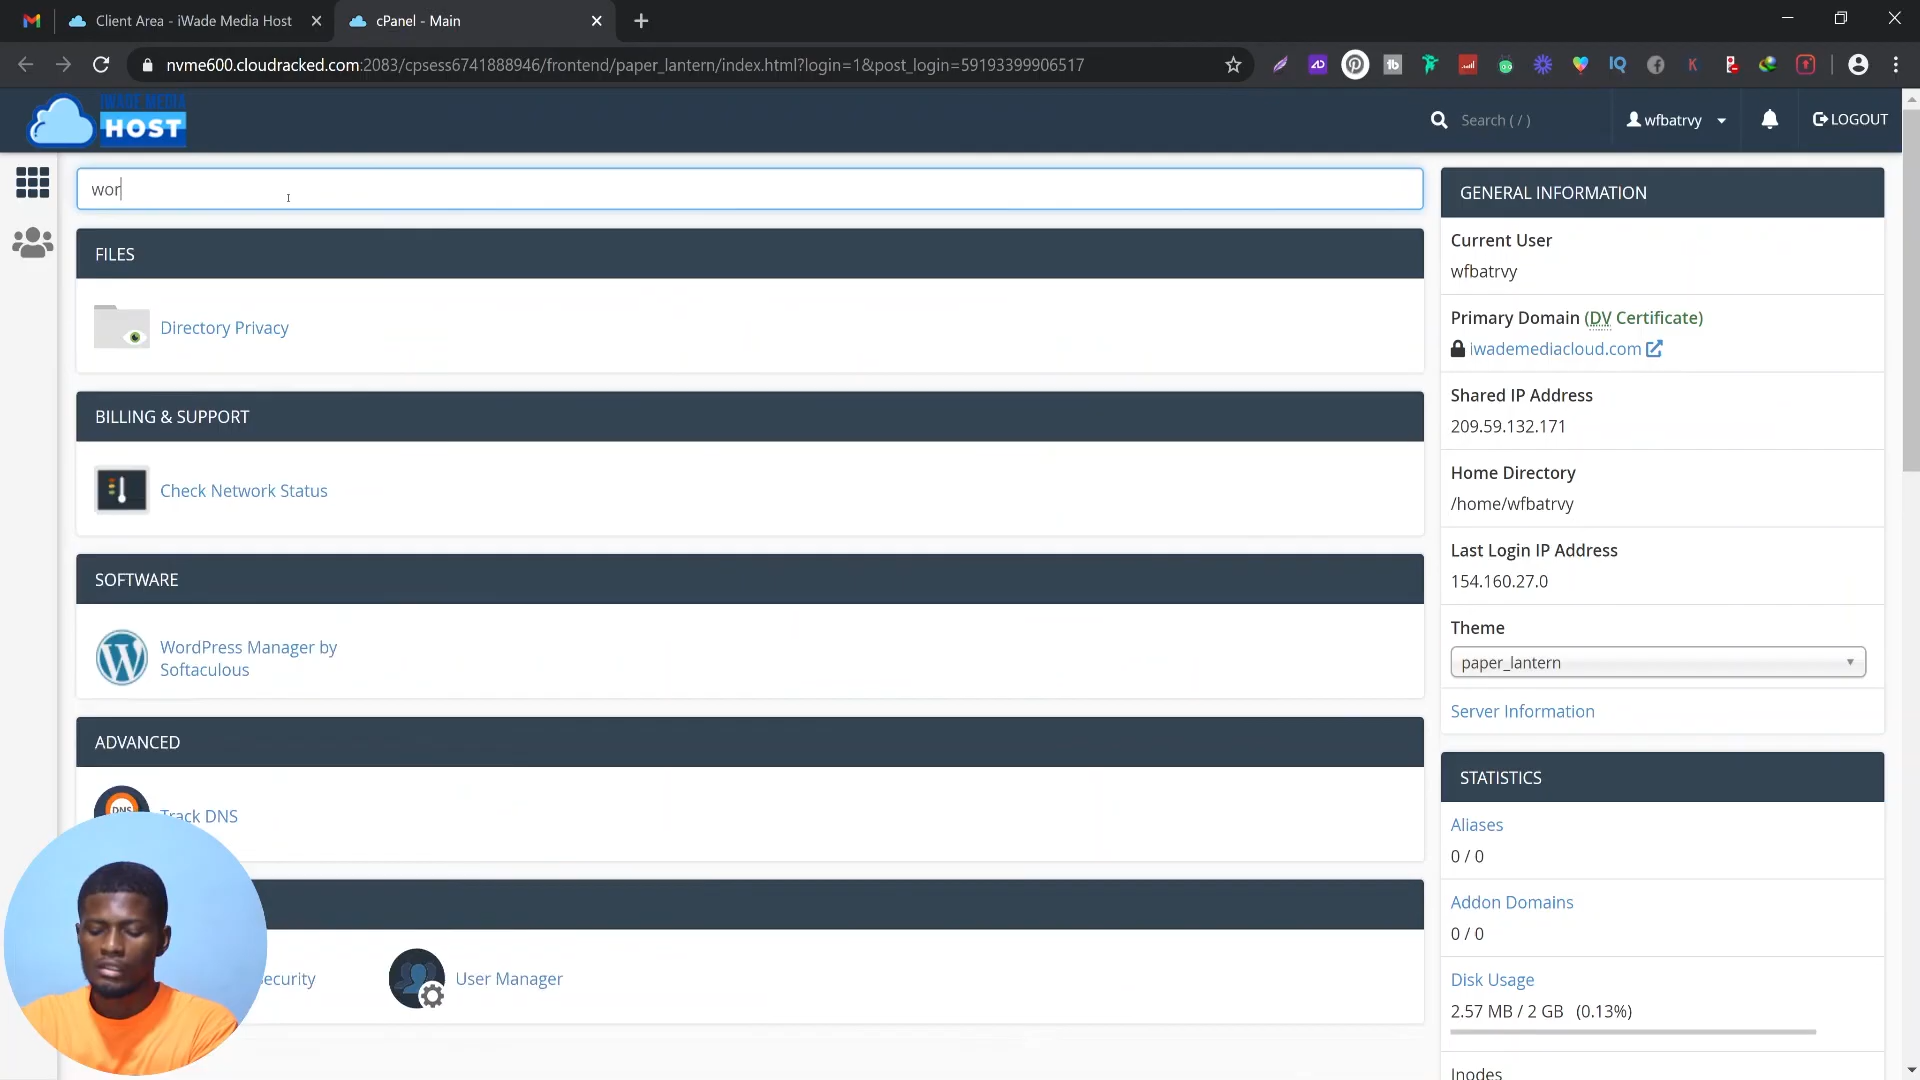 Client Area - iWade Media Host
cPanel - Main
nvme600.cloudracked.com:2083/cpsess6741888946/frontend/paper_lantern/index.html?login=1&post_login=59193399906517
IWADE MEDIA
HOST
Search ( / )
wfbatrvy
LOGOUT
wor
FILES
Directory Privacy
BILLING & SUPPORT
Check Network Status
SOFTWARE
WordPress Manager by
Softaculous
ADVANCED
DNS
Track DNS
ecurity
User Manager
GENERAL INFORMATION
Current User
wfbatrvy
Primary Domain (DV Certificate)
iwademediacloud.com
Shared IP Address
209.59.132.171
Home Directory
/home/wfbatrvy
Last Login IP Address
154.160.27.0
Theme
paper_lantern
Server Information
STATISTICS
Aliases
0 / 0
Addon Domains
0 / 0
Disk Usage
2.57 MB / 2 GB (0.13%)
Inodes